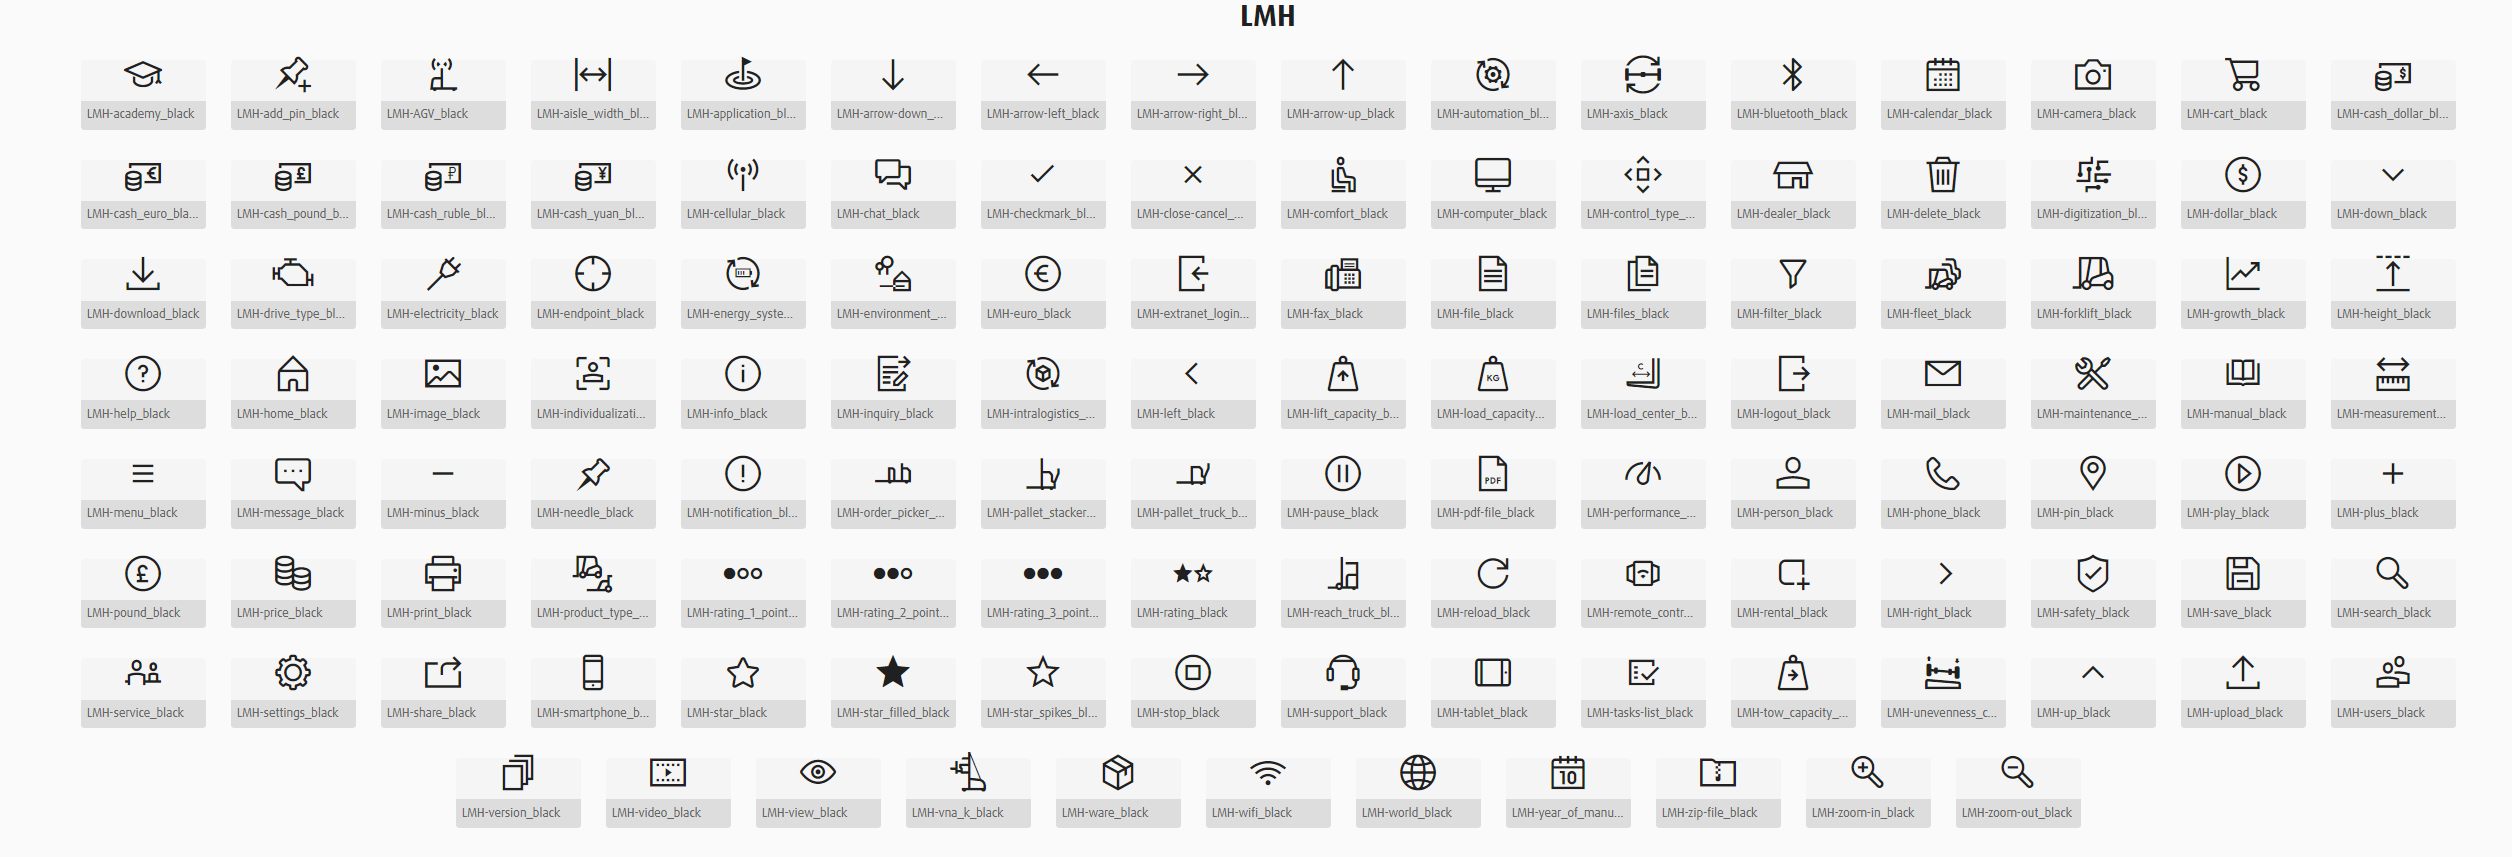 LMH
LMH-academy_black LMH-add_pin_black LMH-AGV_black LMH-aisle_width_bl... LMH-application_bl... LMH-arrow-down_... LMH-arrow-left_black LMH-arrow-right_bl... LMH-arrow-up_black LMH-automation_bl... LMH-axis_black LMH-bluetooth_black LMH-calendar_black LMH-camera_black LMH-cart_black LMH-cash_dollar_bl...
LMH-cash_euro_bla... LMH-cash_pound_b... LMH-cash_ruble_bl... LMH-cash_yuan_bl... LMH-cellular_black LMH-chat_black LMH-checkmark_bl... LMH-close-cancel_... LMH-comfort_black LMH-computer_black LMH-control_type_... LMH-dealer_black LMH-delete_black LMH-digitization_bl... LMH-dollar_black LMH-down_black
LMH-download_black LMH-drive_type_bl... LMH-electricity_black LMH-endpoint_black LMH-energy_syste... LMH-environment_... LMH-euro_black LMH-extranet_login... LMH-fax_black LMH-file_black LMH-files_black LMH-filter_black LMH-fleet_black LMH-forklift_black LMH-growth_black LMH-height_black
C
KG
LMH-help_black LMH-home_black LMH-image_black LMH-individualizati... LMH-info_black LMH-inquiry_black LMH-intralogistics_... LMH-left_black LMH-lift_capacity_b... LMH-load_capacity... LMH-load_center_b... LMH-logout_black LMH-mail_black LMH-maintenance_... LMH-manual_black LMH-measurement...
PDF
LMH-menu_black LMH-message_black LMH-minus_black LMH-needle_black LMH-notification_bl... LMH-order_picker_... LMH-pallet_stacker... LMH-pallet_truck_b... LMH-pause_black LMH-pdf-file_black LMH-performance_... LMH-person_black LMH-phone_black LMH-pin_black LMH-play_black LMH-plus_black
LMH-pound_black LMH-price_black LMH-print_black LMH-product_type_... LMH-rating_1_point... LMH-rating_2_point... LMH-rating_3_point... LMH-rating_black LMH-reach_truck_bl... LMH-reload_black LMH-remote_contr... LMH-rental_black LMH-right_black LMH-safety_black LMH-save_black LMH-search_black
LMH-service_black LMH-settings_black LMH-share_black LMH-smartphone_b... LMH-star_black LMH-star_filled_black LMH-star_spikes_bl... LMH-stop_black LMH-support_black LMH-tablet_black LMH-tasks-list_black LMH-tow_capacity_... LMH-unevenness_c... LMH-up_black LMH-upload_black LMH-users_black
10
LMH-version_black LMH-video_black LMH-view_black LMH-vna_k_black LMH-ware_black LMH-wifi_black LMH-world_black LMH-year_of_manu... LMH-zip-file_black LMH-zoom-in_black LMH-zoom-out_black